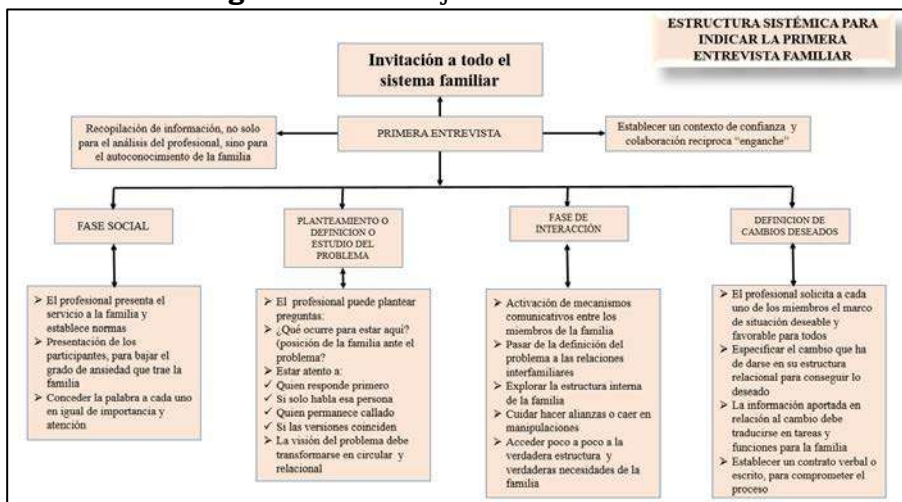 ESTRUCTURA SISTÉMICA PARA
INDICAR LA PRIMERA
ENTREVISTA FAMILIAR
Invitación a todo el
sistema familiar
Recopilación de información, no solo
para el análisis del profesional, sino para
el autoconocimiento de la familia
PRIMERA ENTREVISTA
Establecer un contexto de confianza y
colaboración reciproca “enganche”
FASE SOCIAL
PLANTEAMIENTO O
DEFINICION O
ESTUDIO DEL
PROBLEMA
FASE DE
INTERACCIÓN
DEFINICION DE
CAMBIOS DESEADOS
➤ El profesional presenta el
servicio a la familia y
establece normas
➤ Presentación de los
participantes, para bajar el
grado de ansiedad que trae la
familia
➤ Conceder la palabra a cada uno
en igual de importancia y
atención
➤ El profesional puede plantear
preguntas:
➤ ¿Qué ocurre para estar aquí?
(posición de la familia ante el
problema?
➤ Estar atento a:
✓ Quien responde primero
✓ Si solo habla esa persona
✓ Quien permanece callado
✓ Si las versiones coinciden
➤ La visión del problema debe
transformarse en circular y
relacional
➤ Activación de mecanismos
comunicativos entre los
miembros de la familia
➤ Pasar de la definición del
problema a las relaciones
interfamiliares
➤ Explorar la estructura interna
de la familia
➤ Cuidar hacer alianzas o caer en
manipulaciones
➤ Acceder poco a poco a la
verdadera estructura y
verdaderas necesidades de la
familia
➤ El profesional solicita a cada
uno de los miembros el marco
de situación deseable y
favorable para todos
➤ Especificar el cambio que ha
de darse en su estructura
relacional para conseguir lo
deseado
➤ La información aportada en
relación al cambio debe
traducirse en tareas y
funciones para la familia
➤ Establecer un contrato verbal o
escrito, para comprometer el
proceso